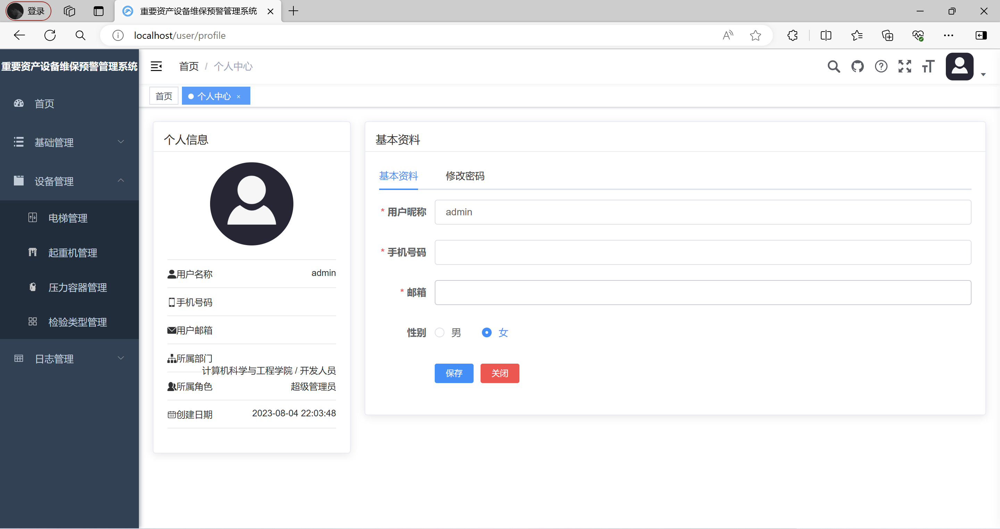 登录
重要资产设备维保预警管理系统
localhost/user/profile
重要资产设备维保预警管理系统
首页 / 个人中心
首页
个人中心
首页
基础管理
设备管理
电梯管理
起重机管理
压力容器管理
检验类型管理
日志管理
个人信息
用户名称 admin
手机号码
用户邮箱
所属部门
计算机科学与工程学院 / 开发人员
所属角色 超级管理员
创建日期 2023-08-04 22:03:48
基本资料
基本资料 修改密码
* 用户昵称 admin
* 手机号码
* 邮箱
性别 男 女
保存 关闭